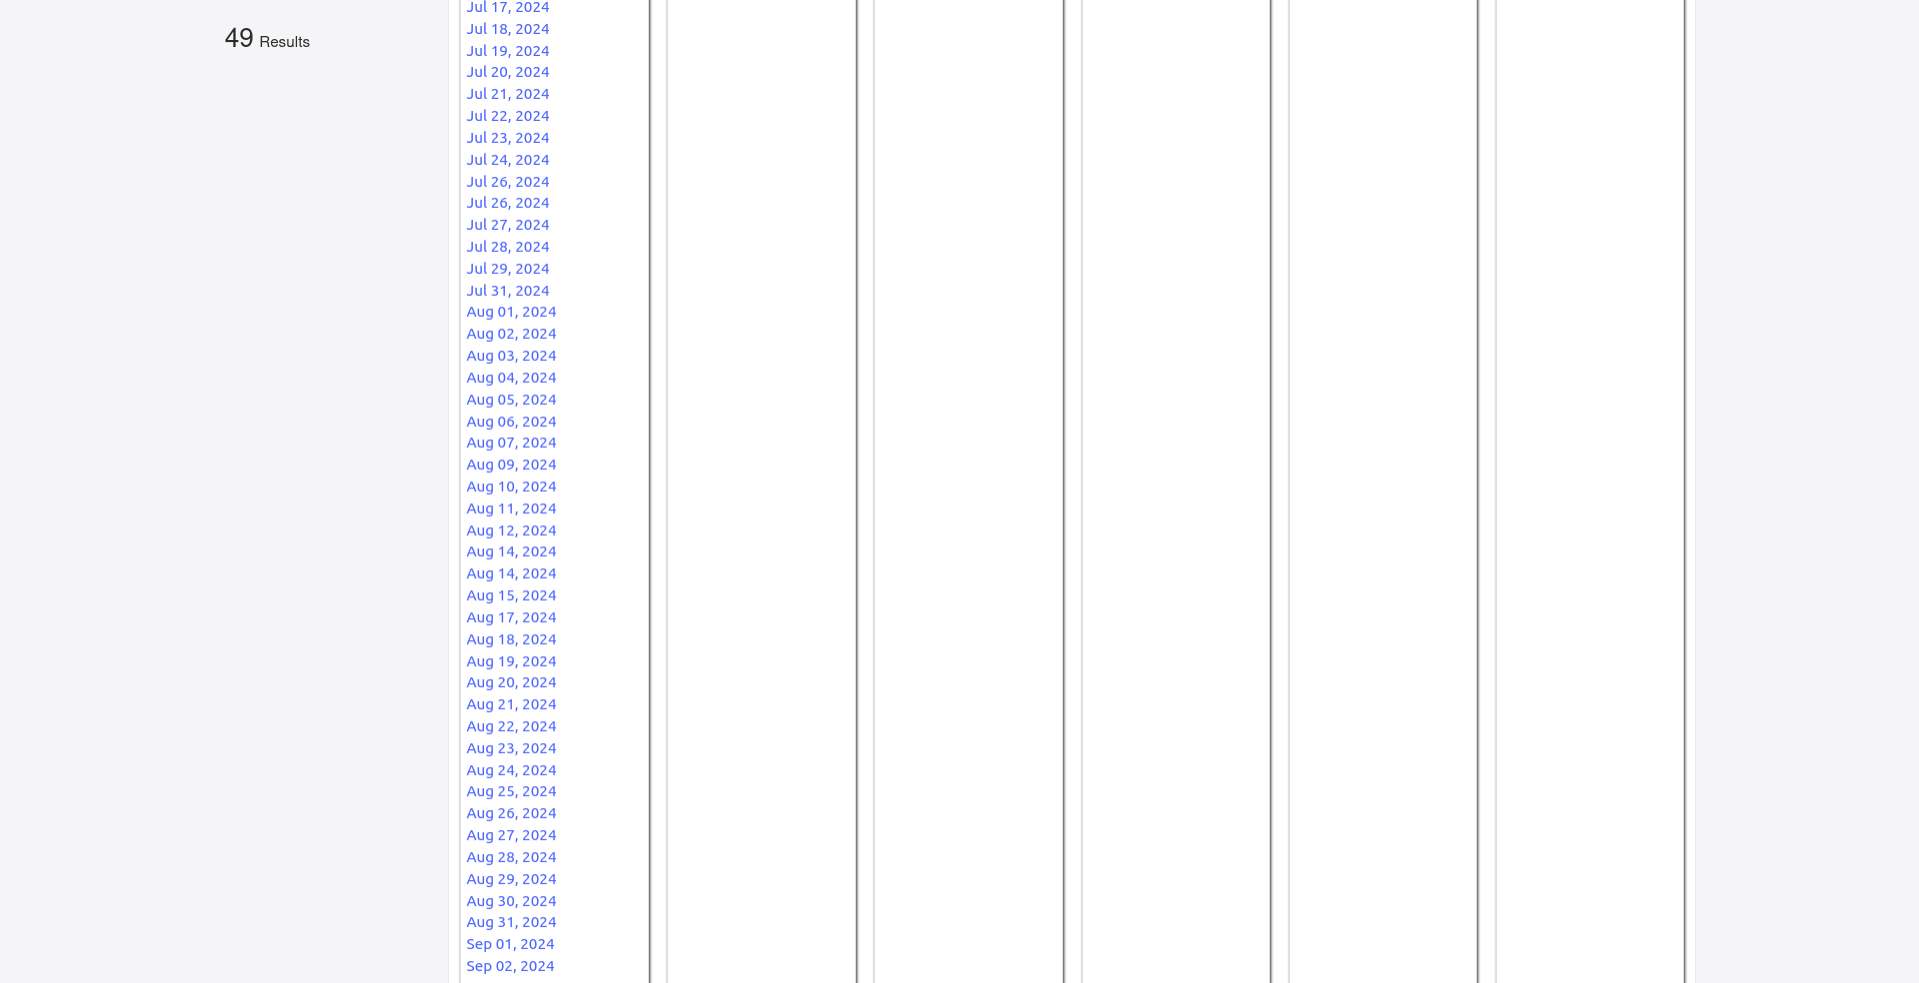 49 Results
Jul 17, 2024
Jul 18, 2024
Jul 19, 2024
Jul 20, 2024
Jul 21, 2024
Jul 22, 2024
Jul 23, 2024
Jul 24, 2024
Jul 26, 2024
Jul 26, 2024
Jul 27, 2024
Jul 28, 2024
Jul 29, 2024
Jul 31, 2024
Aug 01, 2024
Aug 02, 2024
Aug 03, 2024
Aug 04, 2024
Aug 05, 2024
Aug 06, 2024
Aug 07, 2024
Aug 09, 2024
Aug 10, 2024
Aug 11, 2024
Aug 12, 2024
Aug 14, 2024
Aug 14, 2024
Aug 15, 2024
Aug 17, 2024
Aug 18, 2024
Aug 19, 2024
Aug 20, 2024
Aug 21, 2024
Aug 22, 2024
Aug 23, 2024
Aug 24, 2024
Aug 25, 2024
Aug 26, 2024
Aug 27, 2024
Aug 28, 2024
Aug 29, 2024
Aug 30, 2024
Aug 31, 2024
Sep 01, 2024
Sep 02, 2024